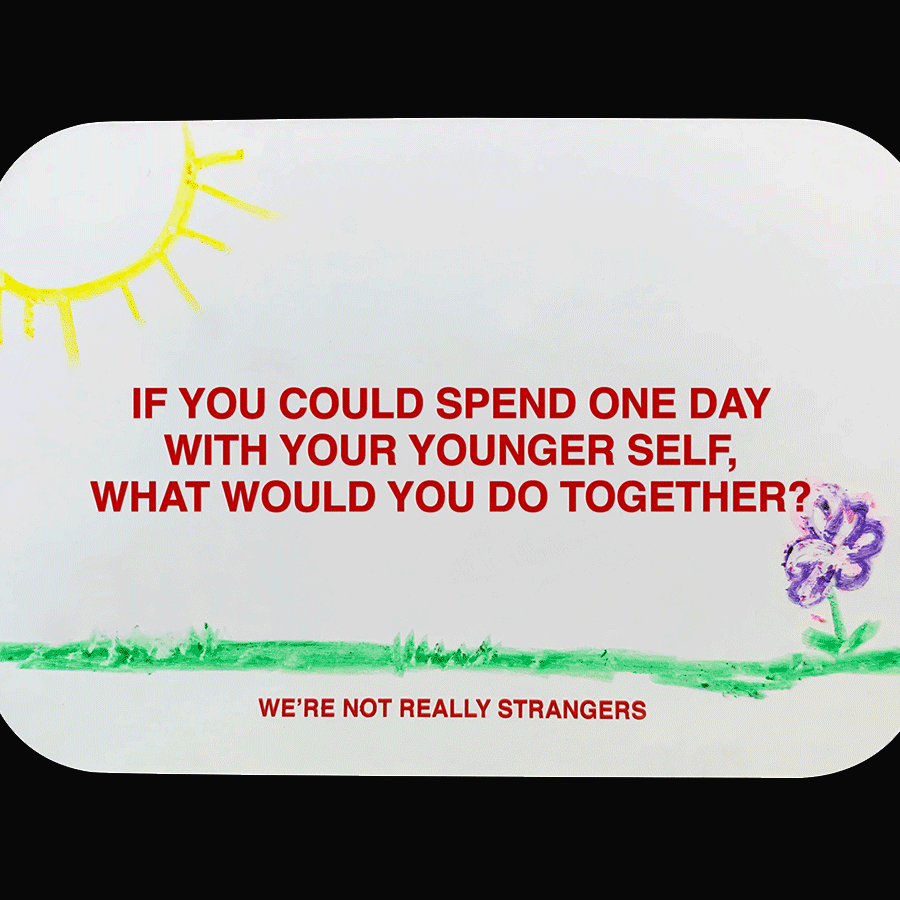 IF YOU COULD SPEND ONE DAY
WITH YOUR YOUNGER SELF,
WHAT WOULD YOU DO TOGETHER?
WE'RE NOT REALLY STRANGERS